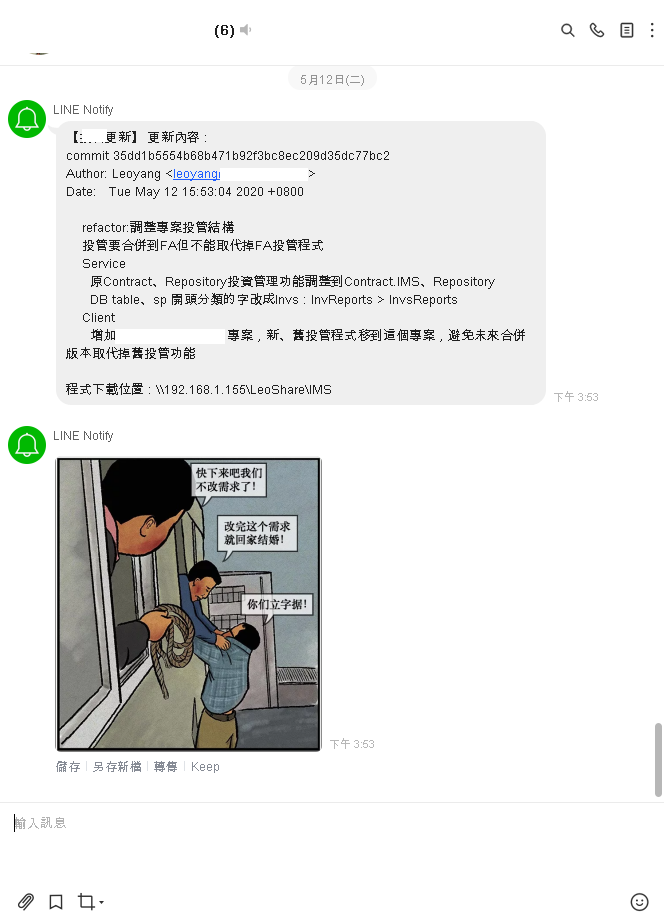 (6)
5月12日(二)
LINE Notify
更新】 更新內容：
commit 35dd1b5554b68b471b92f3bc8ec209d35dc77bc2
Author: Leoyang <leoyang >
Date: Tue May 12 15:53:04 2020 +0800
refactor:調整專案投管結構
投管要合併到FA但不能取代掉FA投管程式
Service
原Contract、Repository投資管理功能調整到Contract.IMS、Repository
DB table、sp 開頭分類的字改成Invs：InvReports > InvsReports
Client
增加 專案，新、舊投管程式移到這個專案，避免未來合併
版本取代掉舊投管功能
程式下載位置：\\192.168.1.155\LeoShare\IMS
下午 3:53
LINE Notify
快下来吧我们
不改需求了!
改完这个需求
就回家结婚!
你们立字据!
下午 3:53
儲存 | 另存新檔 | 轉傳 | Keep
輸入訊息